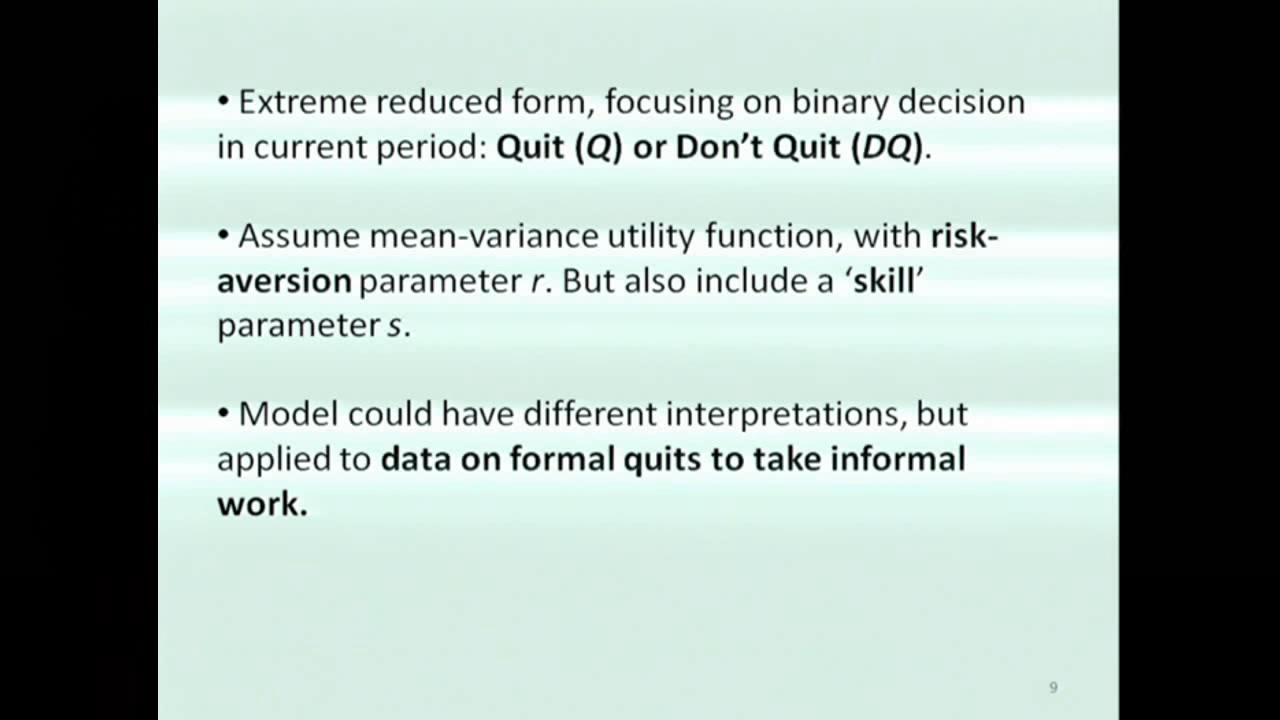 • Extreme reduced form, focusing on binary decision
in current period: Quit (Q) or Don’t Quit (DQ).
• Assume mean-variance utility function, with risk-
aversion parameter r. But also include a ‘skill’
parameter s.
• Model could have different interpretations, but
applied to data on formal quits to take informal
work.
9